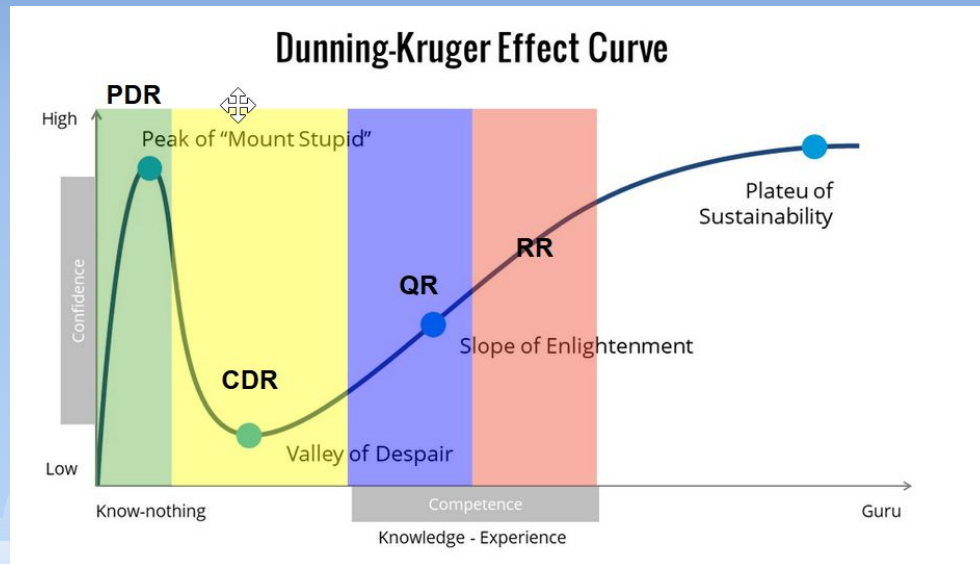 Dunning-Kruger Effect Curve
PDR
High
Peak of “Mount Stupid”
Plateu of
Sustainability
Confidence
RR
QR
Slope of Enlightenment
CDR
Valley of Despair
Low
Know-nothing
Competence
Guru
Knowledge - Experience